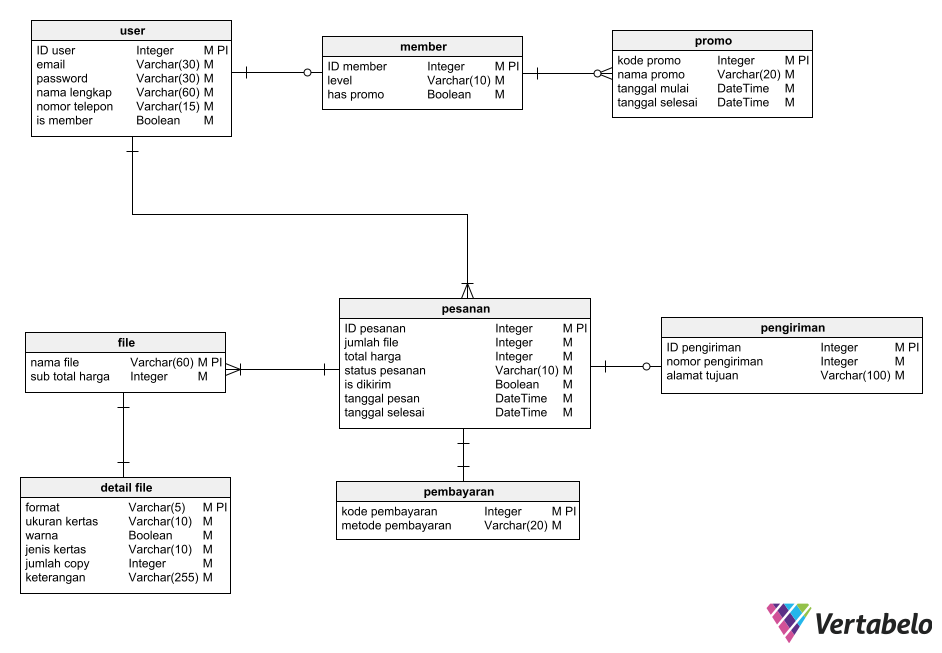 user
ID user Integer M PI
email Varchar(30) M
password Varchar(30) M
nama lengkap Varchar(60) M
nomor telepon Varchar(15) M
is member Boolean M
member
ID member Integer M PI
level Varchar(10) M
has promo Boolean M
promo
kode promo Integer M PI
nama promo Varchar(20) M
tanggal mulai DateTime M
tanggal selesai DateTime M
pesanan
ID pesanan Integer M PI
jumlah file Integer M
total harga Integer M
status pesanan Varchar(10) M
is dikirim Boolean M
tanggal pesan DateTime M
tanggal selesai DateTime M
pengiriman
ID pengiriman Integer M PI
nomor pengiriman Integer M
alamat tujuan Varchar(100) M
file
nama file Varchar(60) M PI
sub total harga Integer M
detail file
format Varchar(5) M PI
ukuran kertas Varchar(10) M
warna Boolean M
jenis kertas Varchar(10) M
jumlah copy Integer M
keterangan Varchar(255) M
pembayaran
kode pembayaran Integer M PI
metode pembayaran Varchar(20) M
Vertabelo